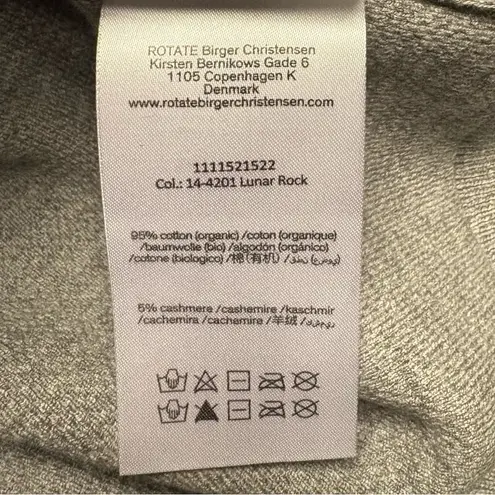 ROTATE Birger Christensen
Kirsten Bernikows Gade 6
1105 Copenhagen K
Denmark
www.rotatebirgerchristensen.com
1111521522
Col.: 14-4201 Lunar Rock
95% cotton (organic) /coton (organique)
/baumwolle (bio) /algodón (orgánico)
/cotone (biologico) /棉(有机) /قطن (عضوي)
5% cashmere /cashemire /kaschmir
/cachemira /cachemire /羊绒 /